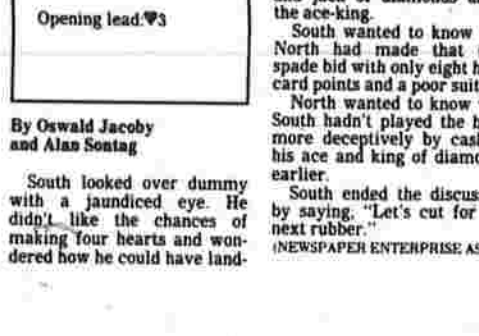 Opening lead:♥3
By Oswald Jacoby
and Alan Sontag
South looked over dummy
with a jaundiced eye. He
didn't like the chances of
making four hearts and won-
dered how he could have land-
the ace-king.
South wanted to know
North had made that
spade bid with only eight
card points and a poor suit
North wanted to know
South hadn't played the
more deceptively by
his ace and king of
earlier.
South ended the
by saying, "Let's cut for
next rubber."
(NEWSPAPER ENTERPRISE